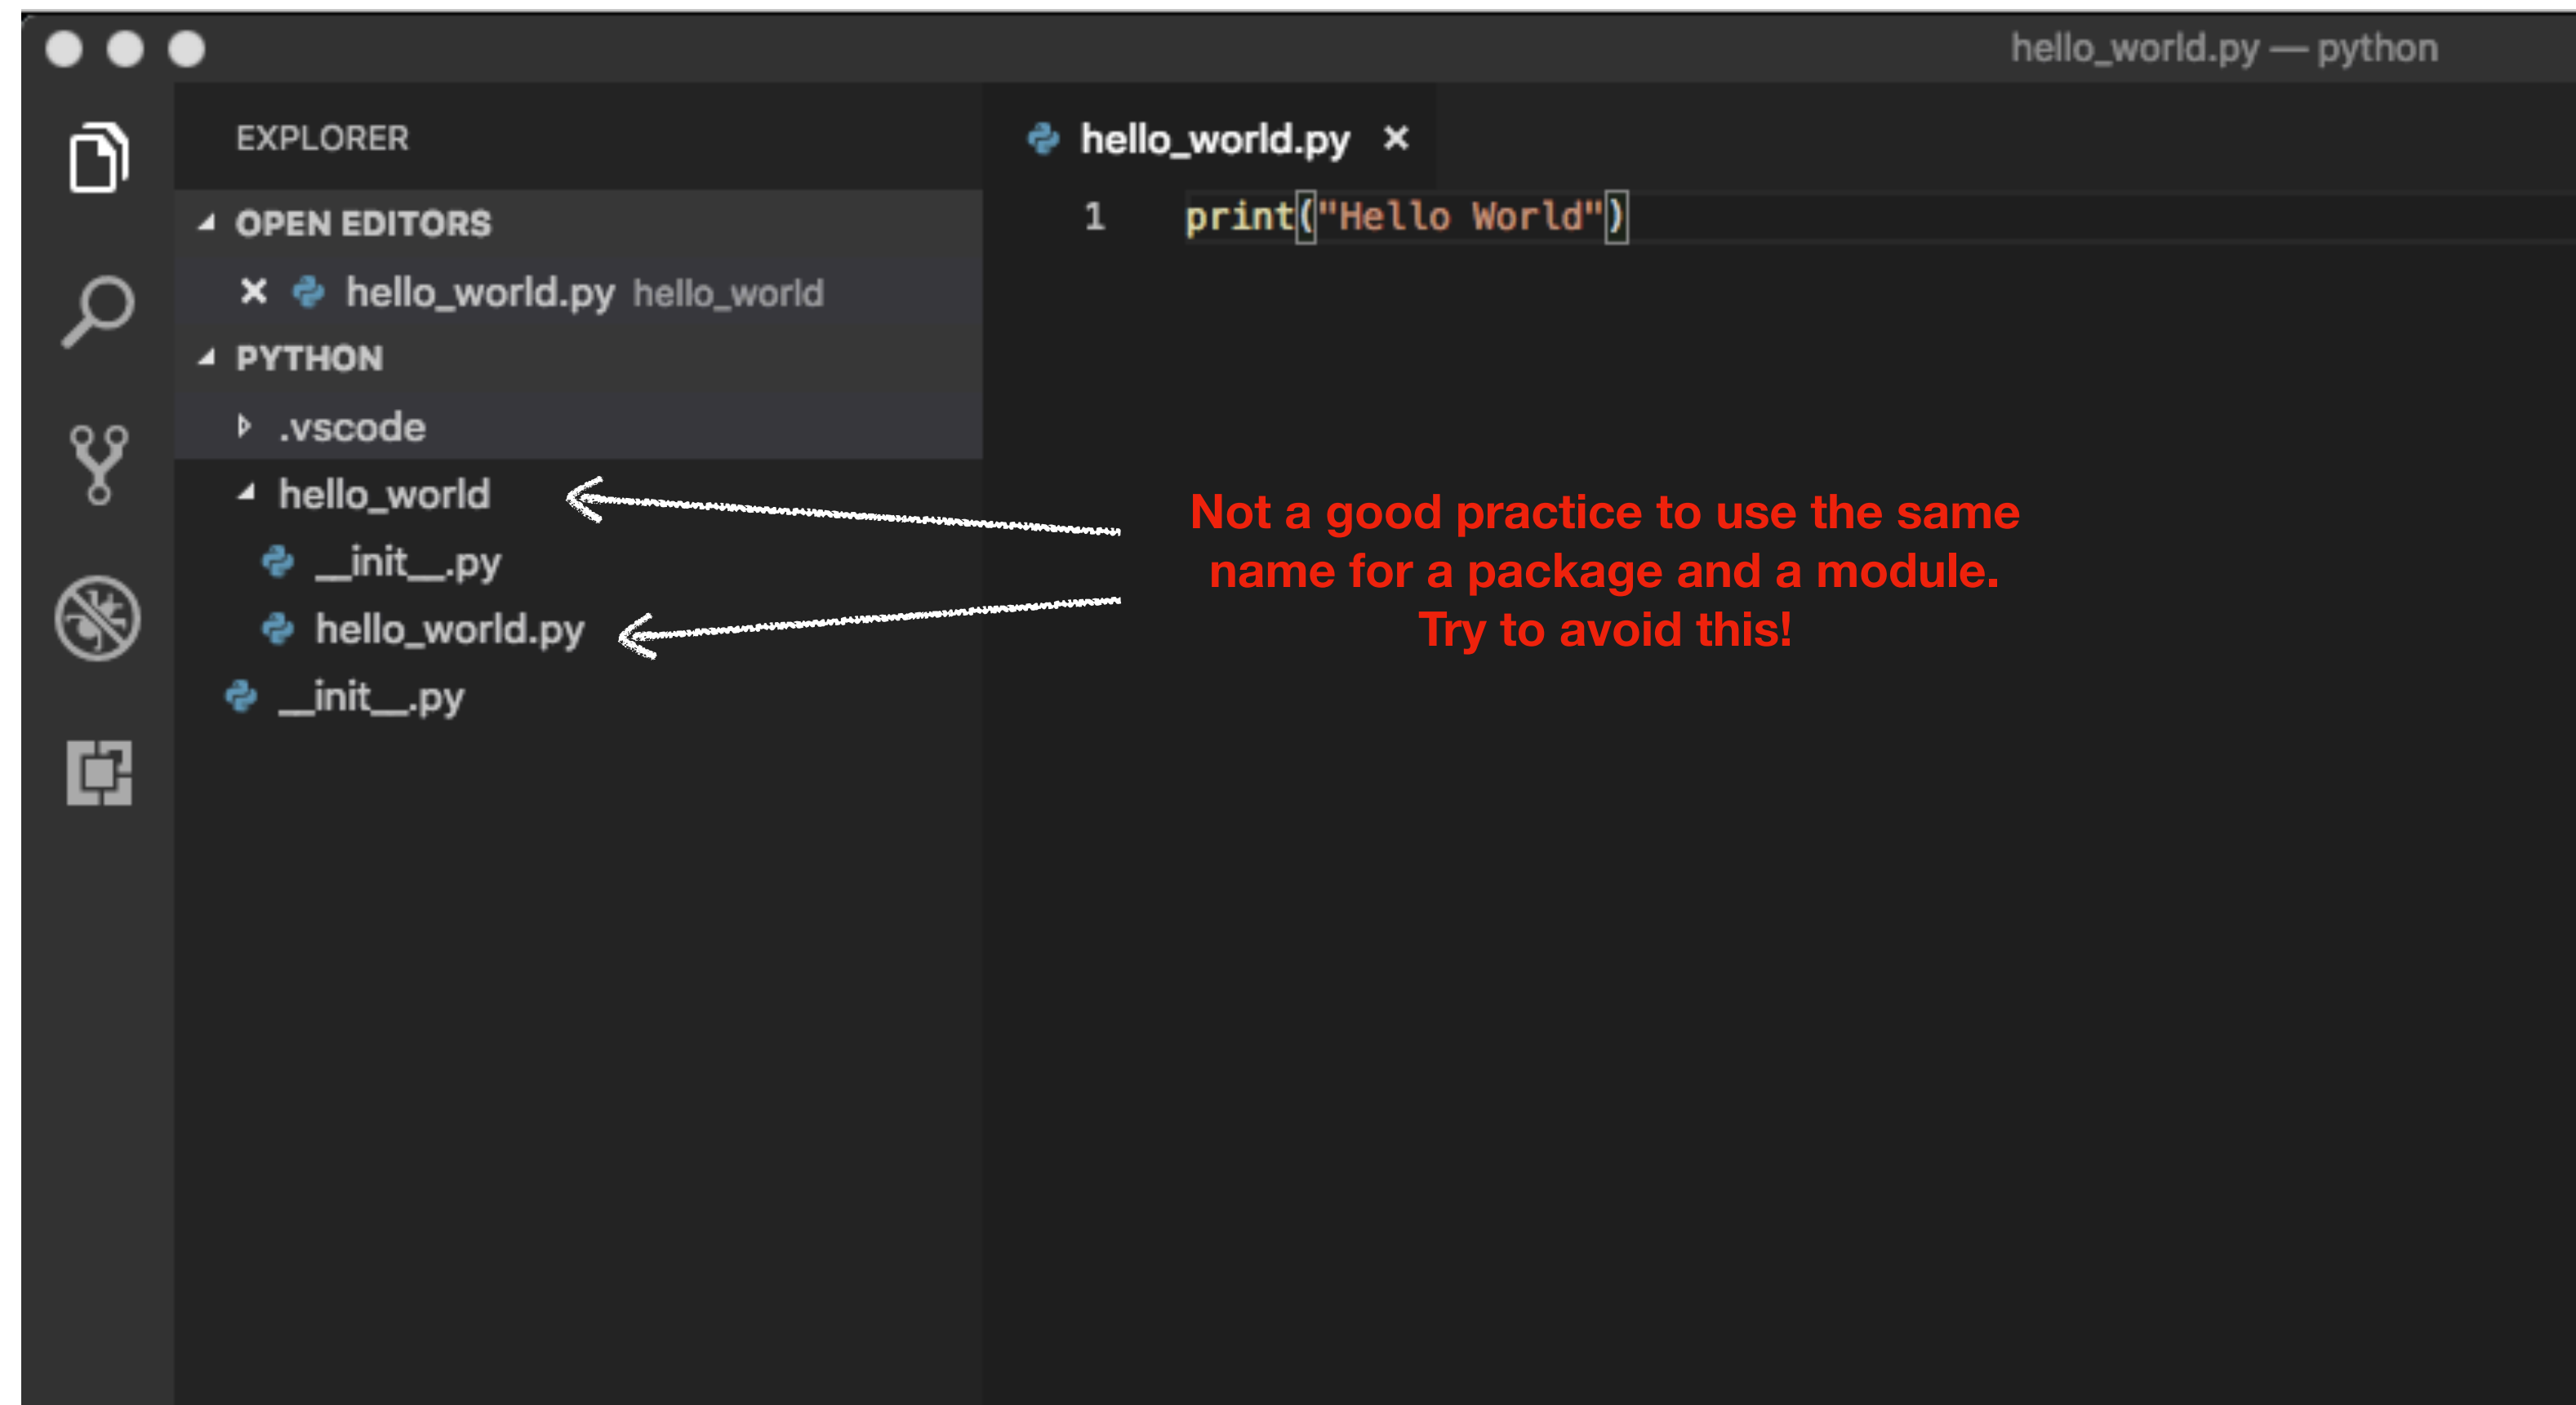 hello_world.py — python
EXPLORER
OPEN EDITORS
hello_world.py hello_world
PYTHON
.vscode
hello_world
__init__.py
hello_world.py
__init__.py
hello_world.py
1 print("Hello World")
Not a good practice to use the same
name for a package and a module.
Try to avoid this!